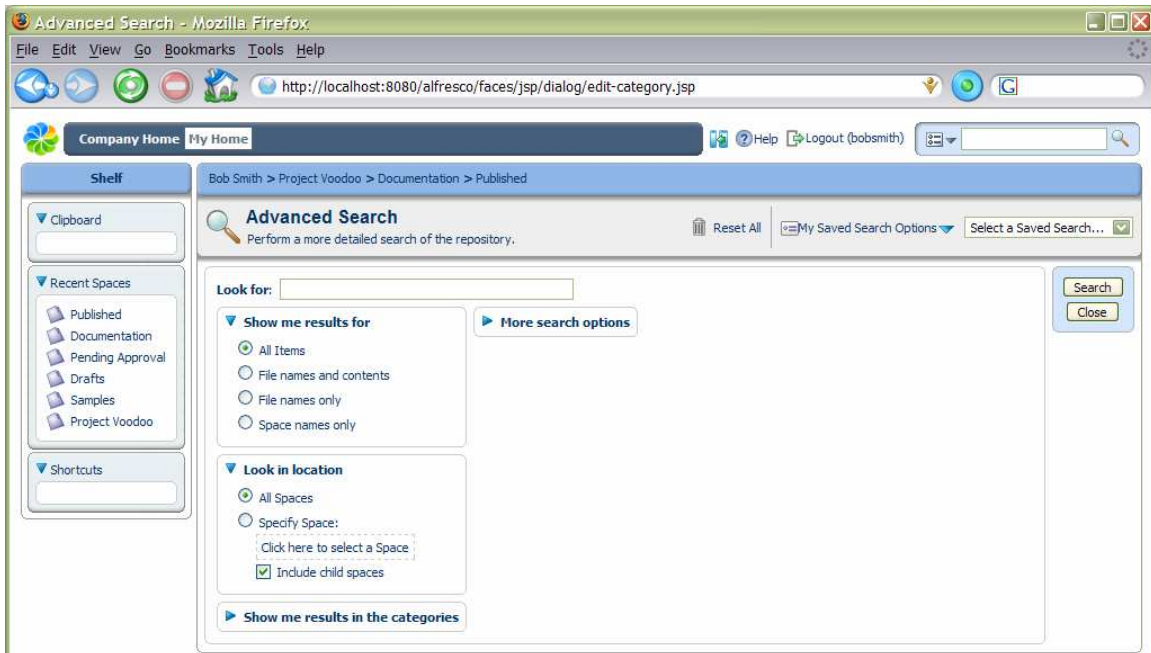 Advanced Search - Mozilla Firefox
File Edit View Go Bookmarks Tools Help
http://localhost:8080/alfresco/faces/jsp/dialog/edit-category.jsp
G
Company Home My Home
Help Logout (bobsmith)
Shelf
Bob Smith > Project Voodoo > Documentation > Published
Clipboard
Advanced Search
Perform a more detailed search of the repository.
Reset All
My Saved Search Options
Select a Saved Search...
Recent Spaces
Published
Documentation
Pending Approval
Drafts
Samples
Project Voodoo
Shortcuts
Look for:
Show me results for
All Items
File names and contents
File names only
Space names only
More search options
Look in location
All Spaces
Specify Space:
Click here to select a Space
Include child spaces
Show me results in the categories
Search
Close